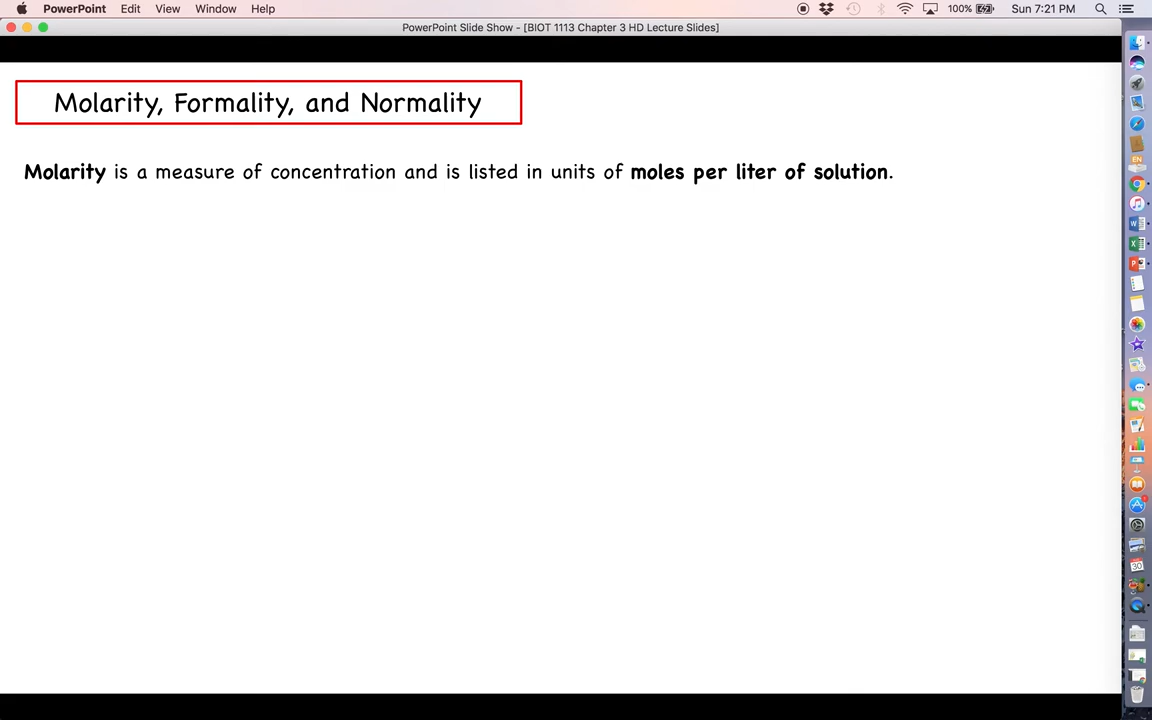 PowerPoint Edit View Window Help 100% Sun 7:21 PM
PowerPoint Slide Show - [BIOT 1113 Chapter 3 HD Lecture Slides]
Molarity, Formality, and Normality
Molarity is a measure of concentration and is listed in units of moles per liter of solution.
EN
30